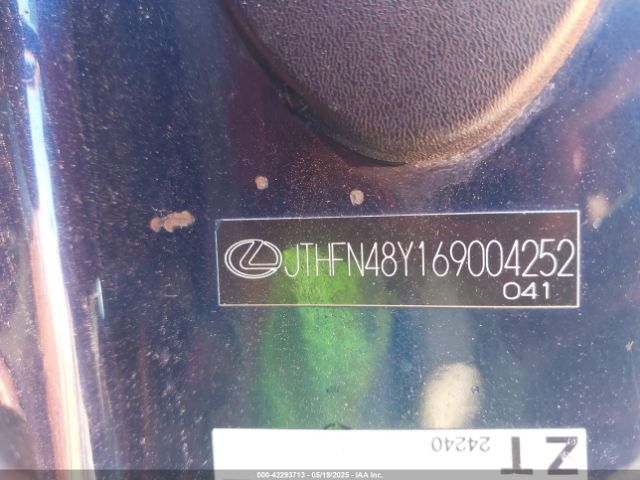 JTHFN48Y169004252
041
ZT
24240
000-42293713 - 05/19/2025 - IAA Inc.